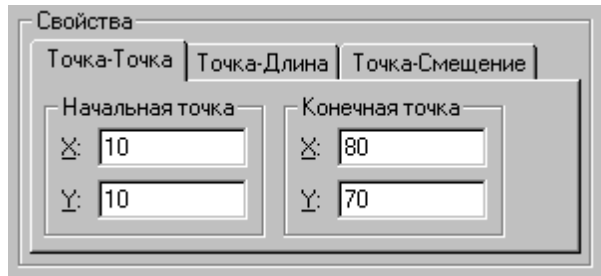 Свойства
Точка-Точка Точка-Длина Точка-Смещение
Начальная точка Конечная точка
X: 10 X: 80
Y: 10 Y: 70